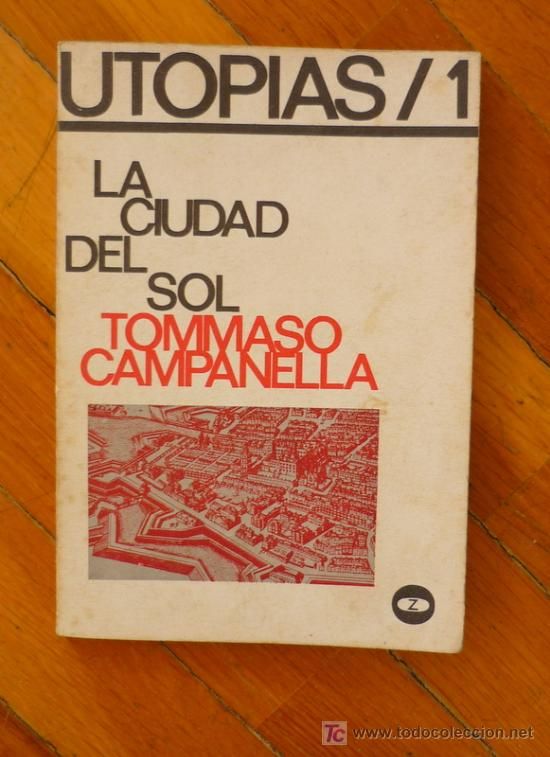 UTOPIAS/1
LA
CIUDAD
DEL
SOL
TOMMASO
CAMPANELLA
Z
Tc
www.todocoleccion.net